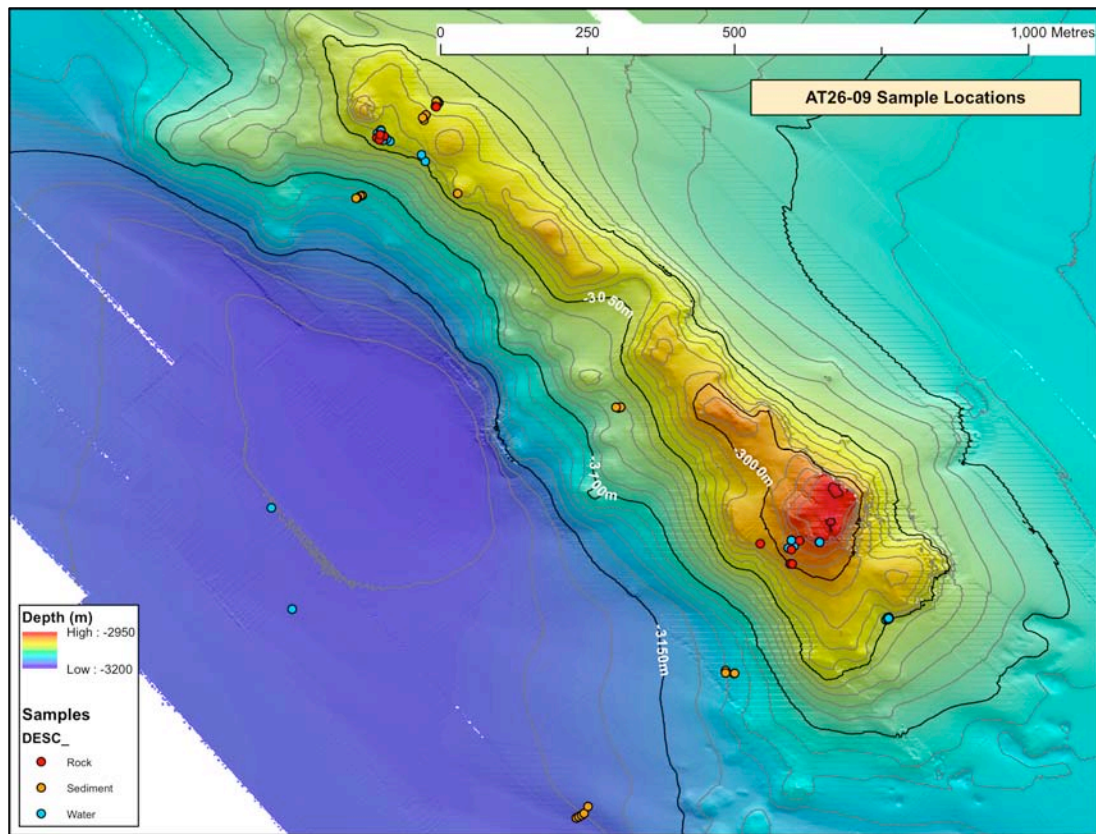 0 250 500 1,000 Metres
AT26-09 Sample Locations
-3050m
-3000m
-3100m
-3150m
Depth (m)
High : -2950
Low : -3200
Samples
DESC_
Rock
Sediment
Water